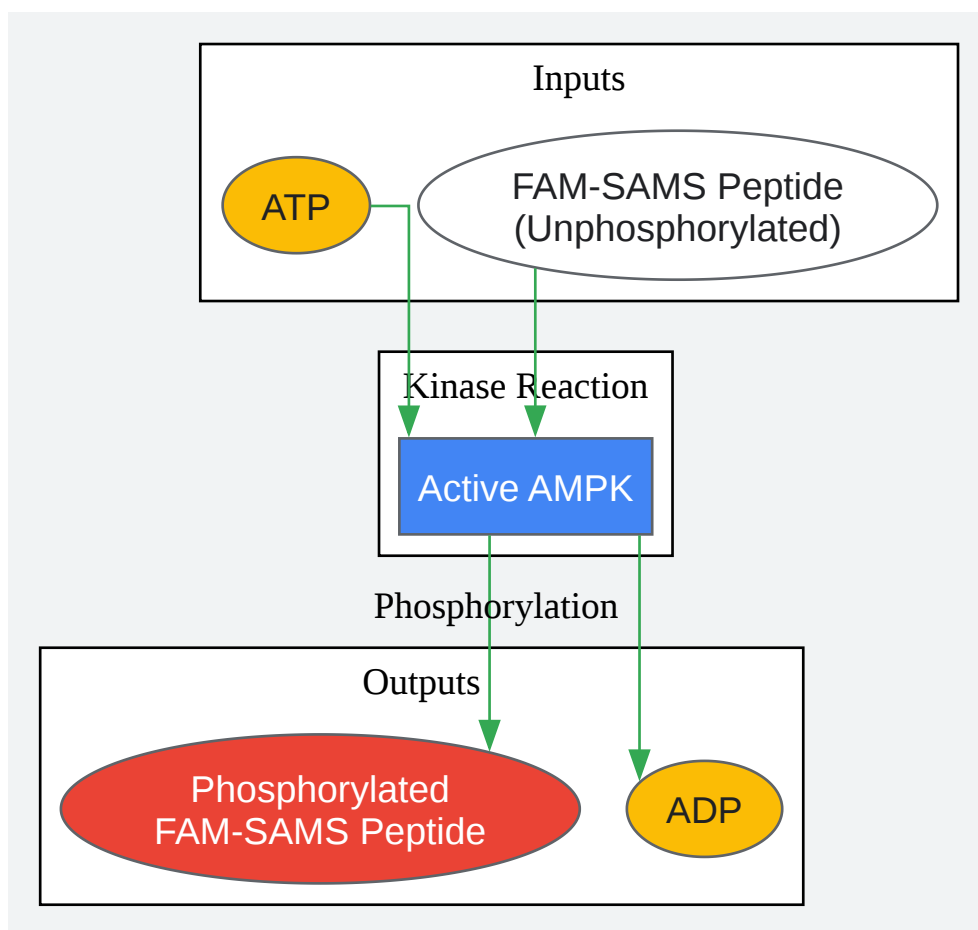 Inputs
ATP
FAM-SAMS Peptide
(Unphosphorylated)
Kinase Reaction
Active AMPK
Phosphorylation
Outputs
Phosphorylated
FAM-SAMS Peptide
ADP